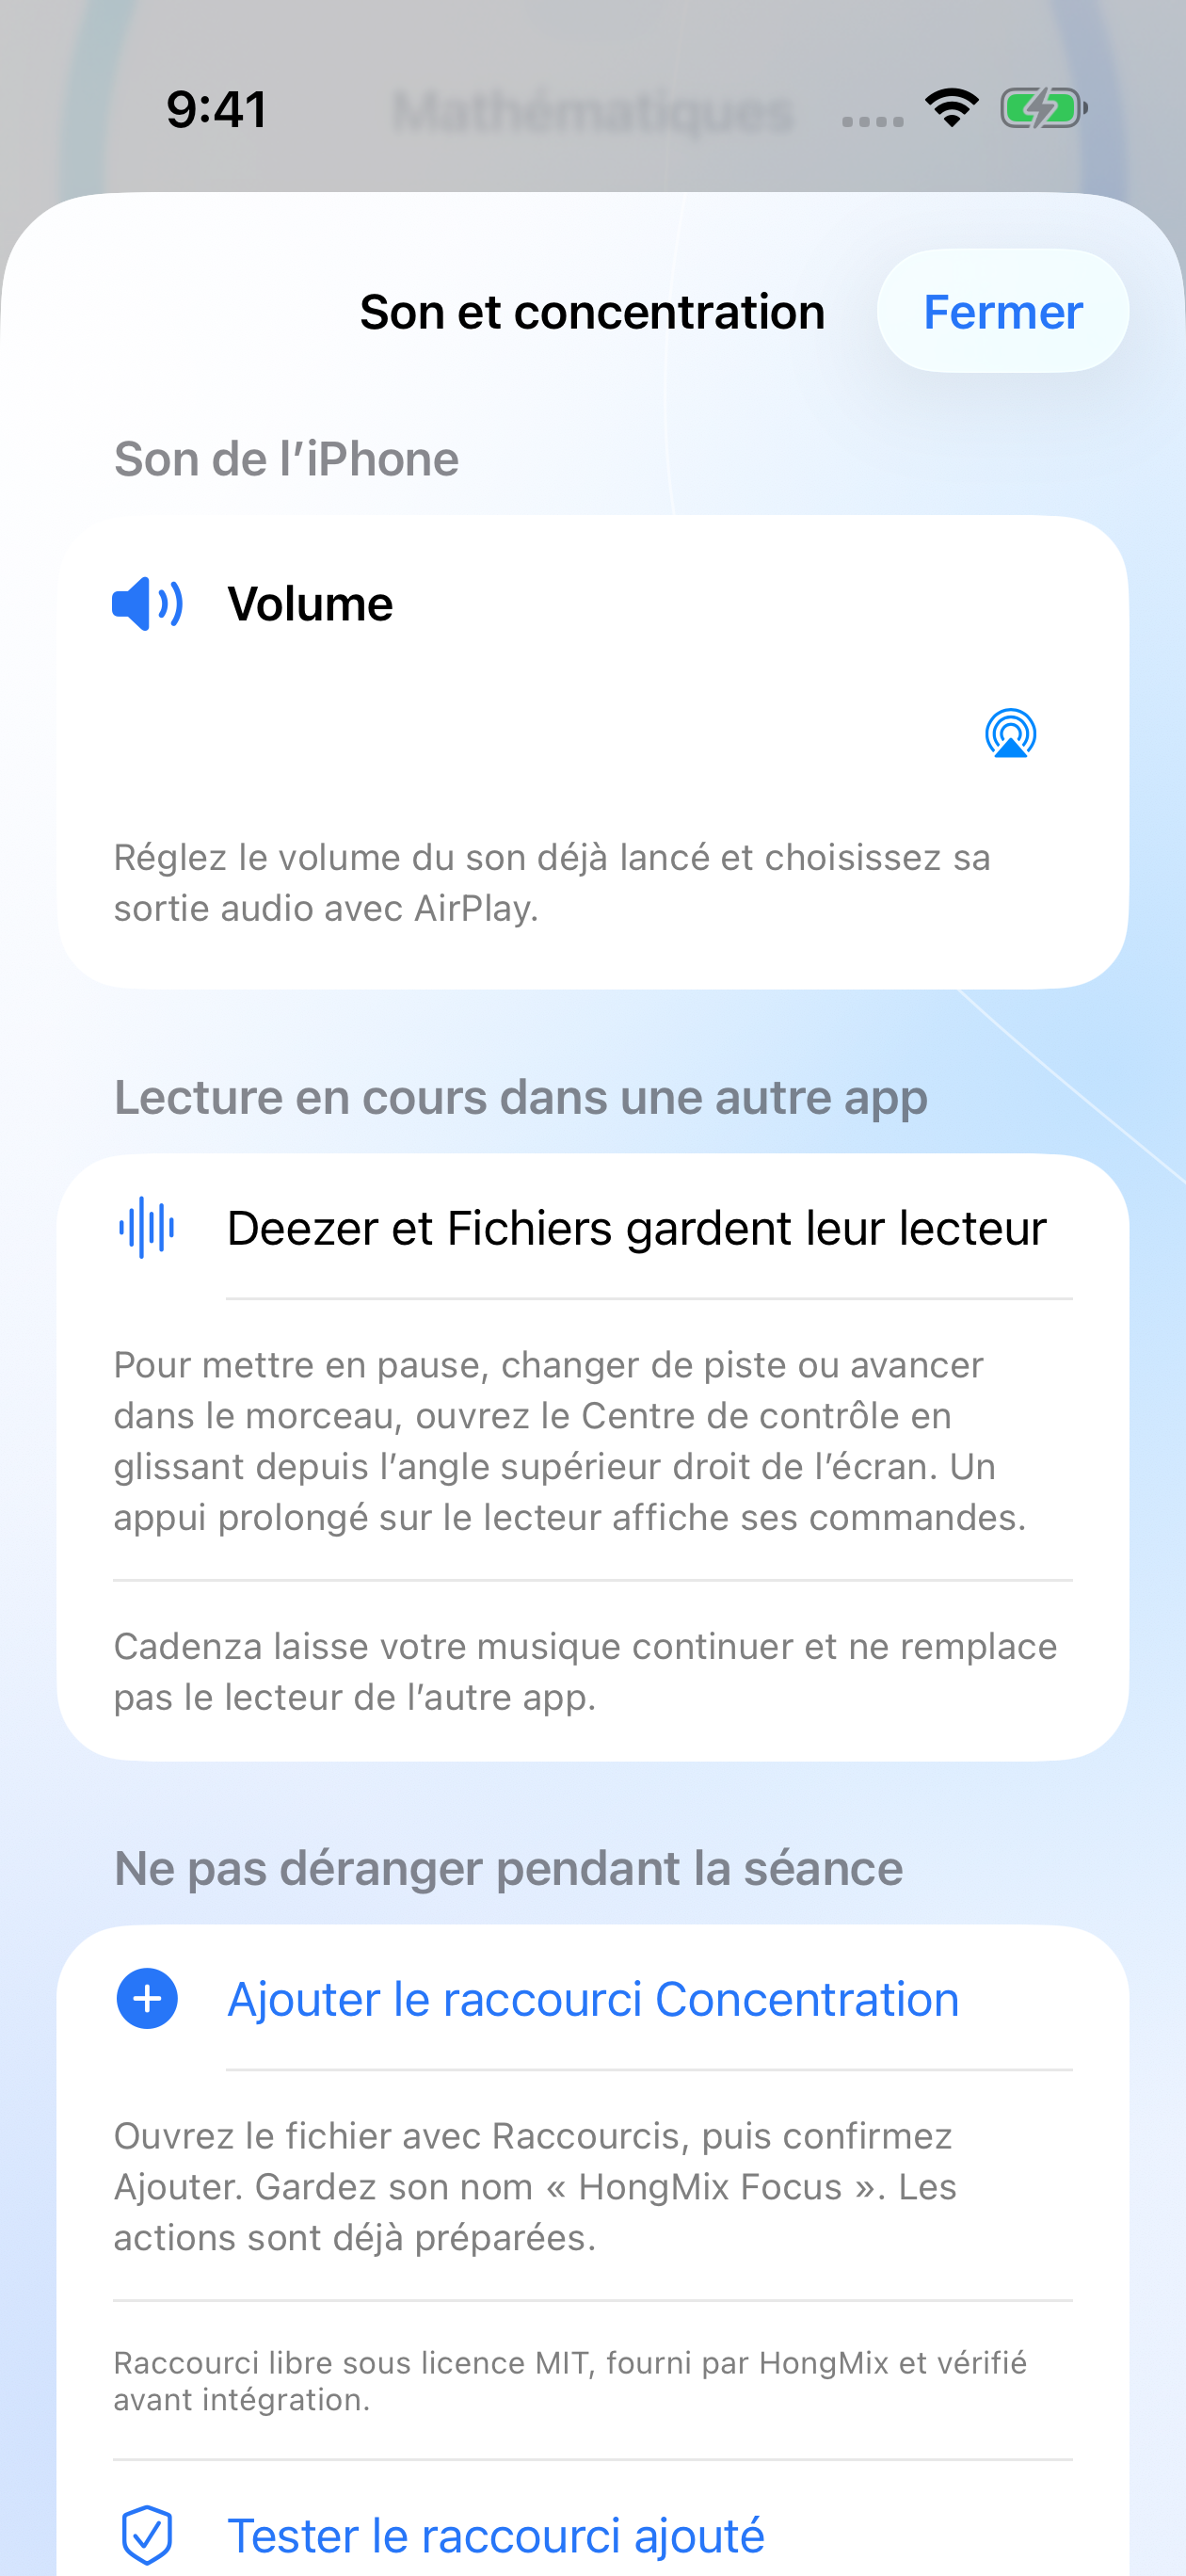 9:41
Mathématiques
Son et concentration
Fermer
Son de l’iPhone
Volume
Réglez le volume du son déjà lancé et choisissez sa
sortie audio avec AirPlay.
Lecture en cours dans une autre app
Deezer et Fichiers gardent leur lecteur
Pour mettre en pause, changer de piste ou avancer
dans le morceau, ouvrez le Centre de contrôle en
glissant depuis l’angle supérieur droit de l’écran. Un
appui prolongé sur le lecteur affiche ses commandes.
Cadenza laisse votre musique continuer et ne remplace
pas le lecteur de l’autre app.
Ne pas déranger pendant la séance
Ajouter le raccourci Concentration
Ouvrez le fichier avec Raccourcis, puis confirmez
Ajouter. Gardez son nom « HongMix Focus ». Les
actions sont déjà préparées.
Raccourci libre sous licence MIT, fourni par HongMix et vérifié
avant intégration.
Tester le raccourci ajouté